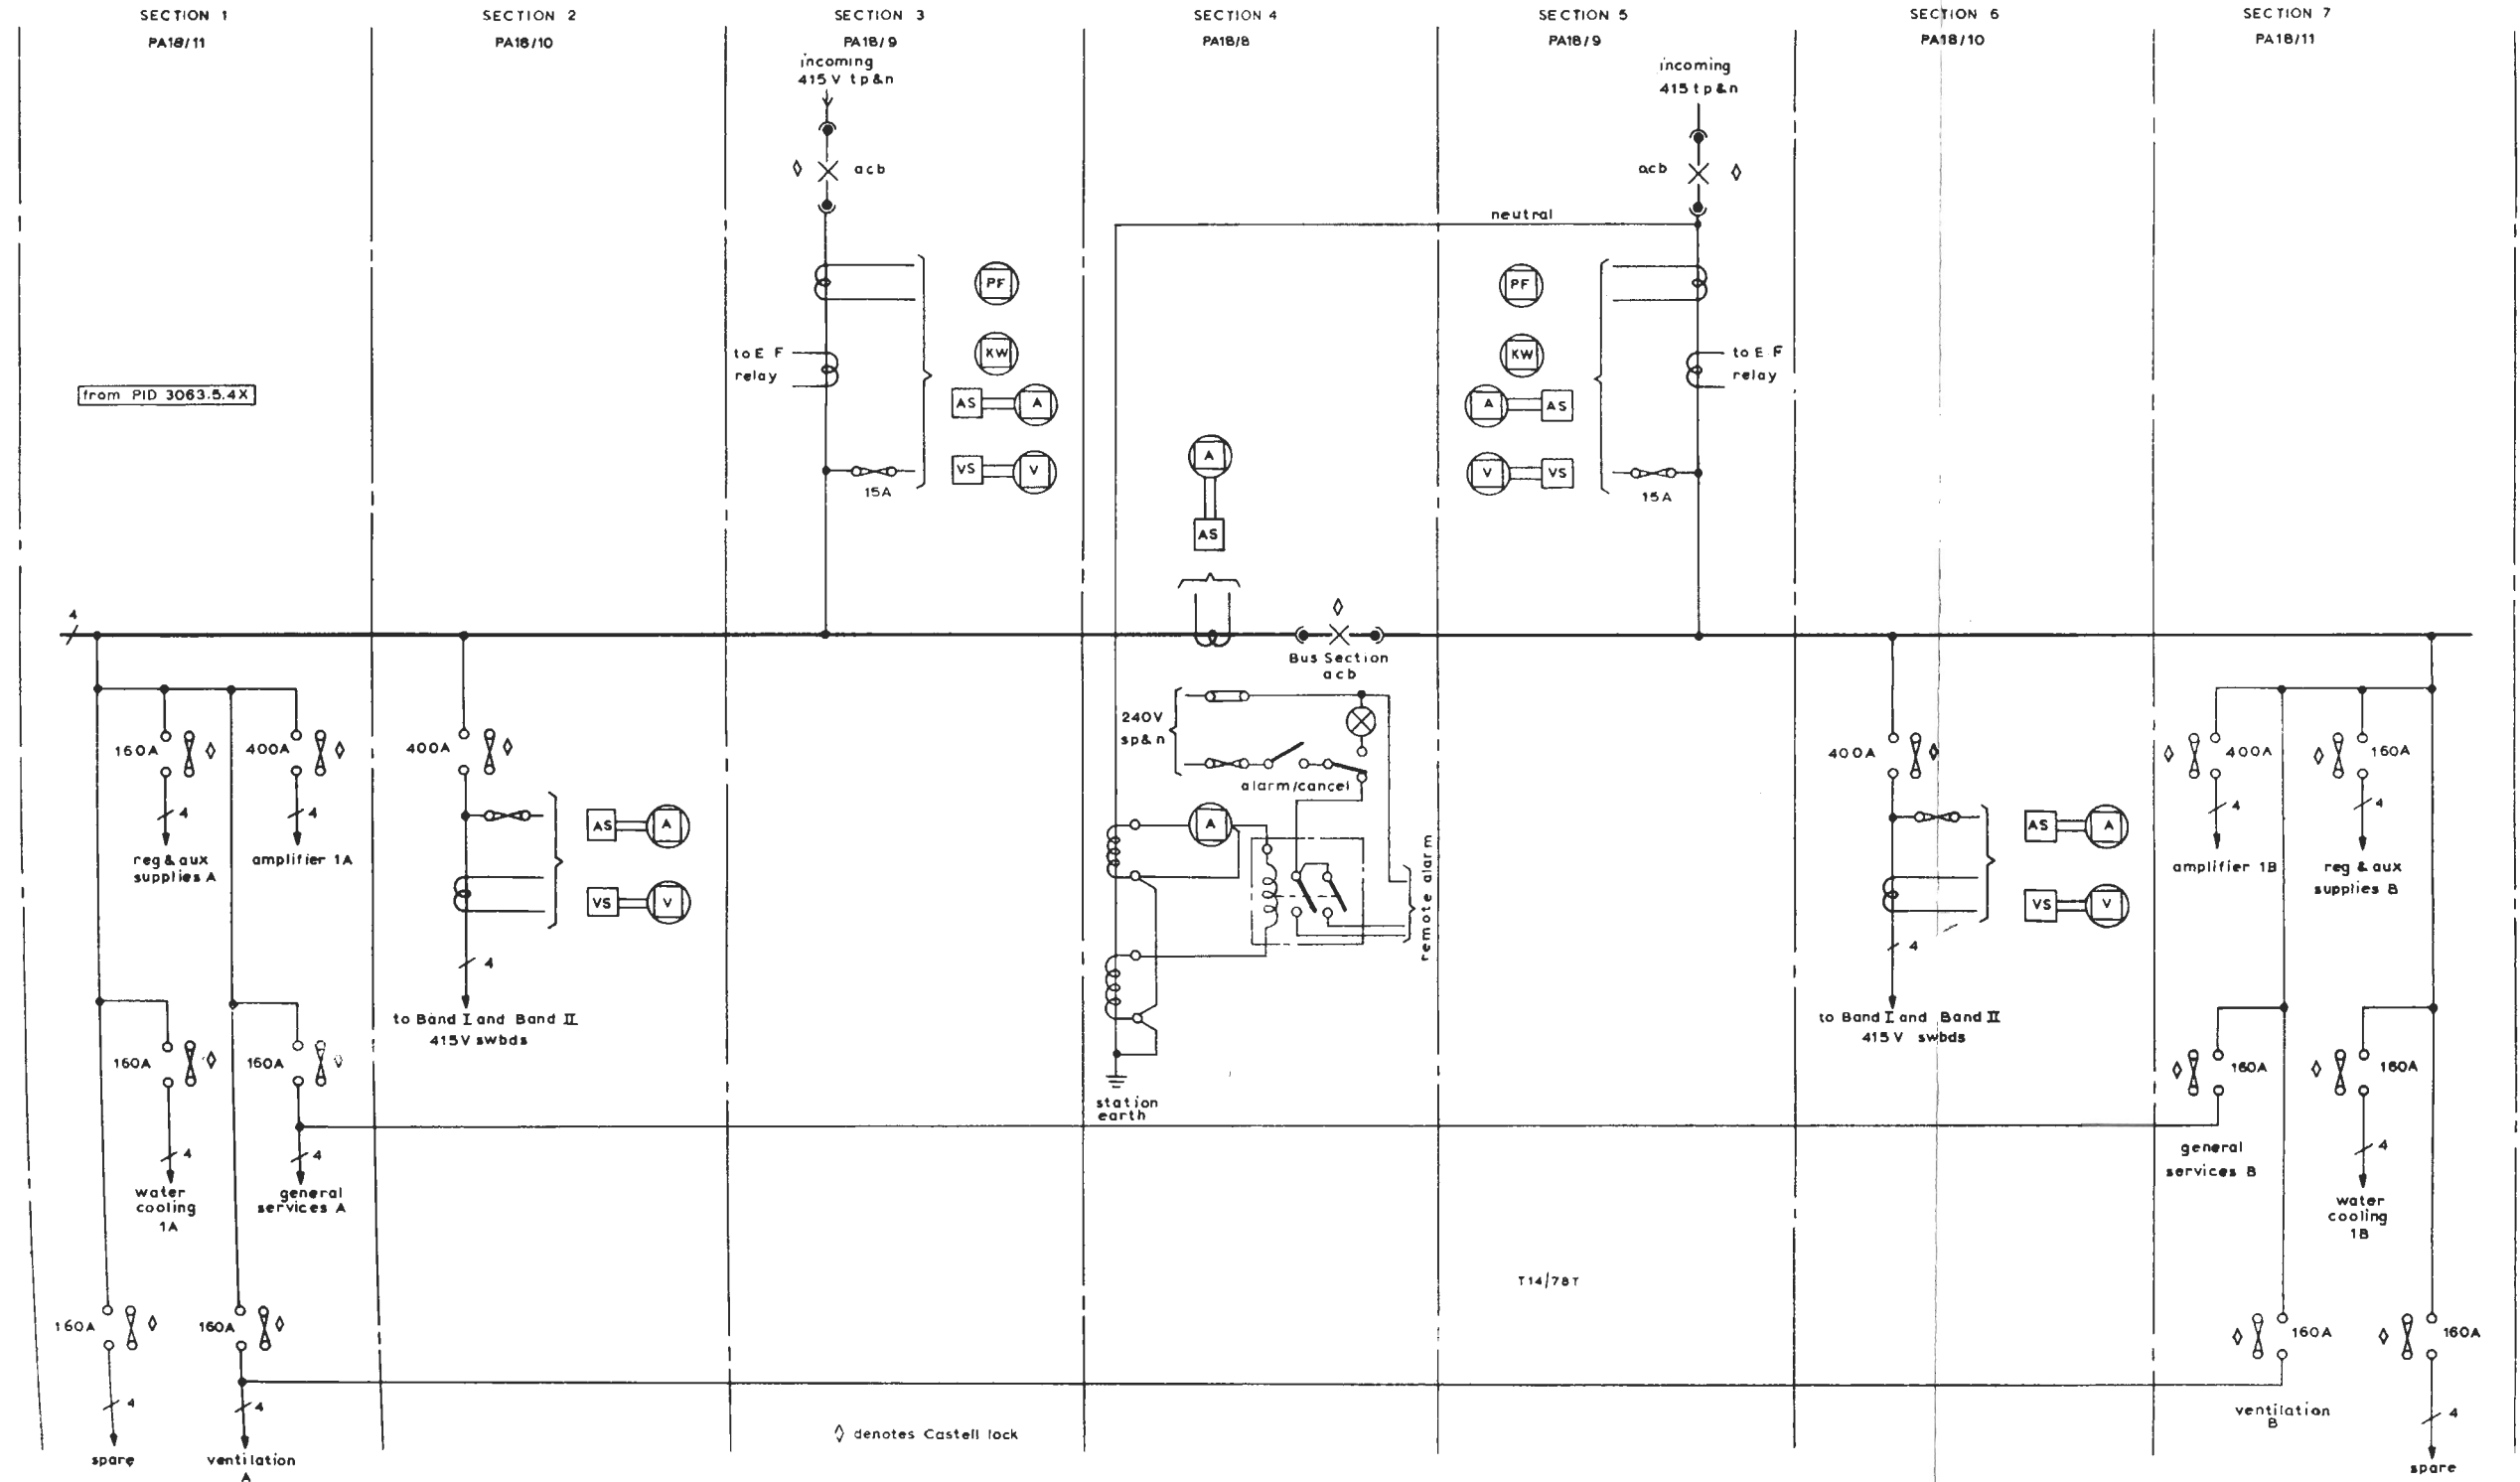 SECTION 1
PA18/11
SECTION 2
PA18/10
SECTION 3
PA18/9
SECTION 4
PA18/8
SECTION 5
PA18/9
SECTION 6
PA18/10
SECTION 7
PA18/11
incoming
415V tp&n
incoming
415 tp&n
acb
acb
neutral
PF
PF
to E F
relay
KW
KW
to E F
relay
from PID 3063.5.4X
AS
A
A
AS
A
VS
V
V
VS
15A
15A
AS
4
Bus Section
acb
240V
sp&n
alarm/cancel
160A
400A
400A
400A
400A
160A
4
4
AS
A
A
AS
A
4
4
reg & aux
supplies A
amplifier 1A
amplifier 1B
reg & aux
supplies B
VS
V
remote alarm
VS
V
4
4
to Band I and Band II
415V swbds
to Band I and Band II
415V swbds
160A
160A
160A
160A
station
earth
4
4
4
water
cooling
1A
general
services A
general
services B
water
cooling
1B
T14/78T
160A
160A
160A
160A
4
4
4
denotes Castell lock
ventilation
B
spare
ventilation
A
spare